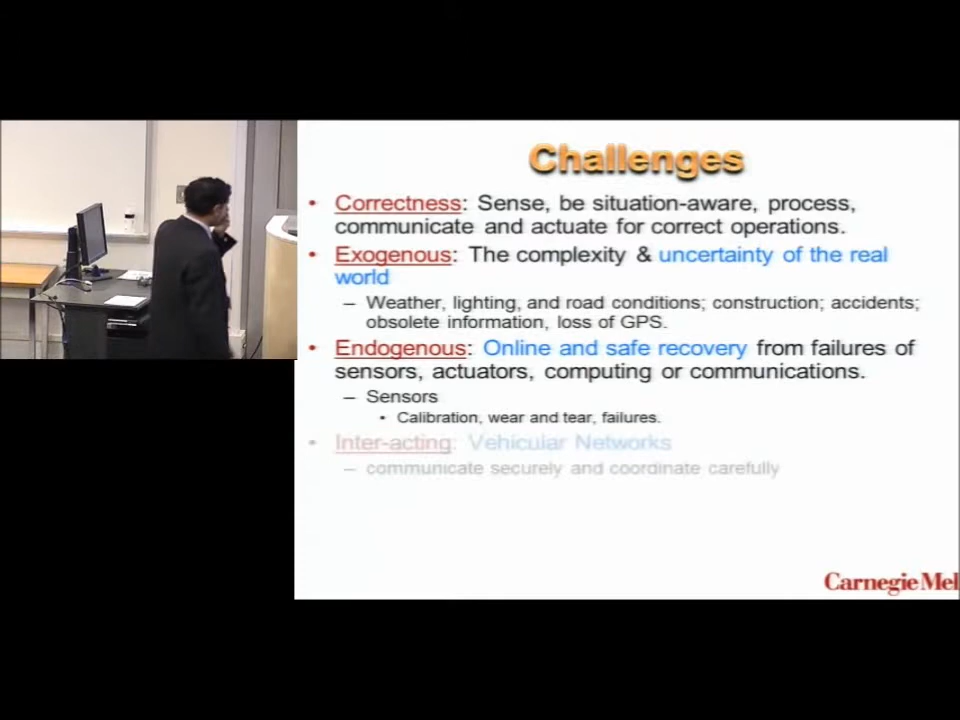 Challenges
• Correctness: Sense, be situation-aware, process,
communicate and actuate for correct operations.
• Exogenous: The complexity & uncertainty of the real
world
– Weather, lighting, and road conditions; construction; accidents;
obsolete information, loss of GPS.
• Endogenous: Online and safe recovery from failures of
sensors, actuators, computing or communications.
– Sensors
• Calibration, wear and tear, failures.
• Inter-acting: Vehicular Networks
– communicate securely and coordinate carefully
Carnegie Mel